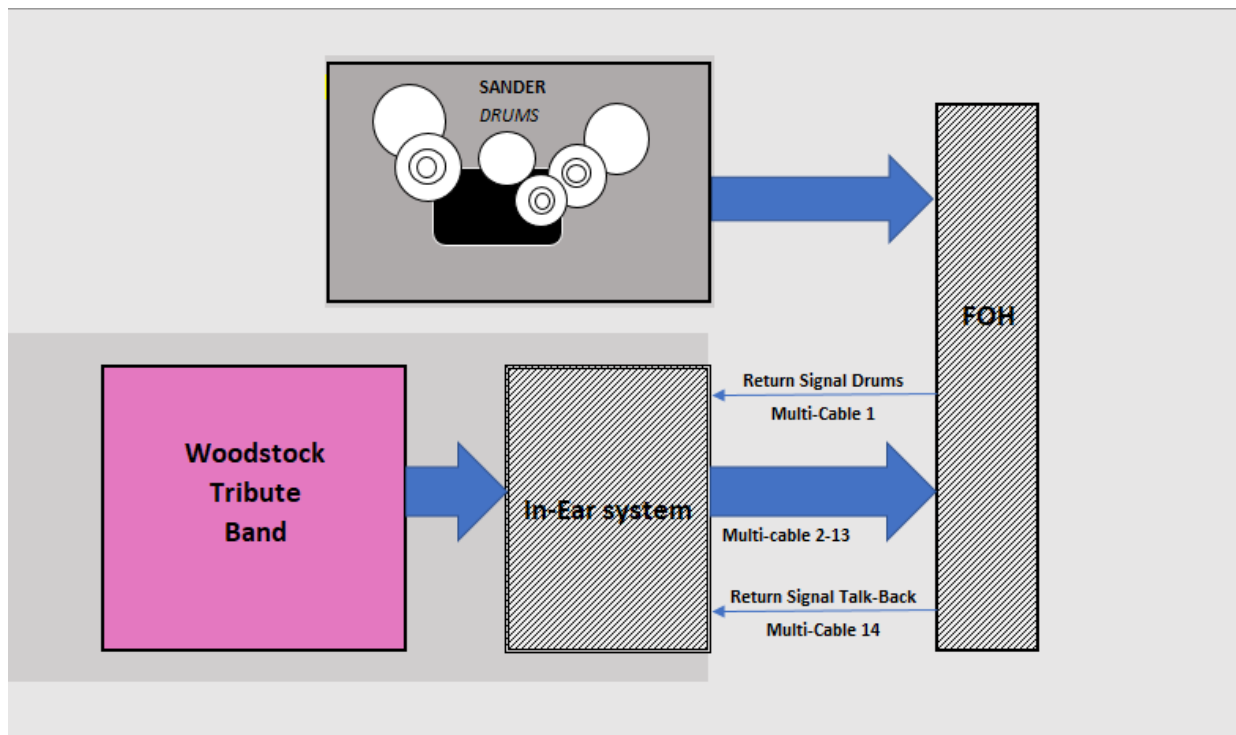 SANDER
DRUMS
FOH
Return Signal Drums
Multi-Cable 1
Woodstock
Tribute
Band
In-Ear system
Multi-cable 2-13
Return Signal Talk-Back
Multi-Cable 14